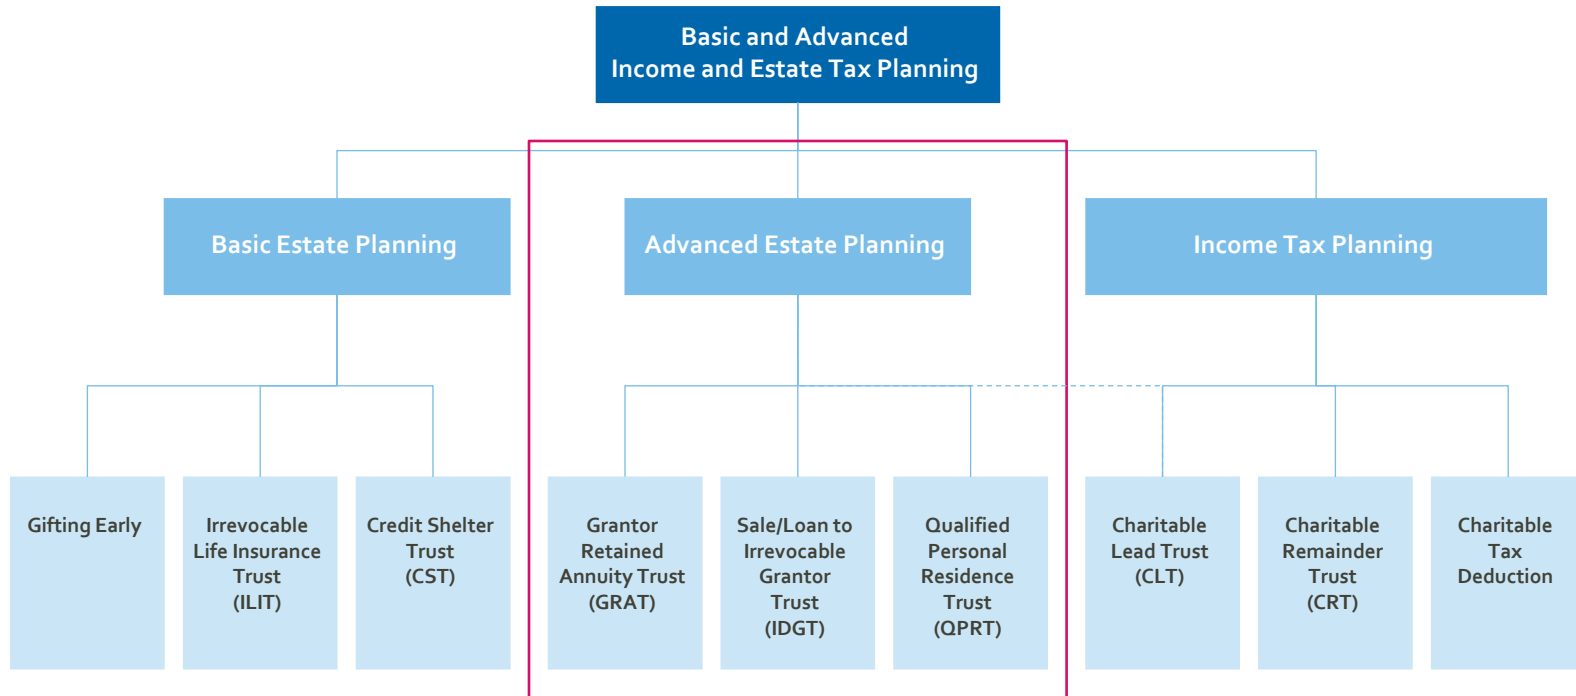 Basic and Advanced
Income and Estate Tax Planning
Basic Estate Planning
Advanced Estate Planning
Income Tax Planning
Gifting Early
Irrevocable
Life Insurance
Trust
(ILIT)
Credit Shelter
Trust
(CST)
Grantor
Retained
Annuity Trust
(GRAT)
Sale/Loan to
Irrevocable
Grantor
Trust
(IDGT)
Qualified
Personal
Residence
Trust
(QPRT)
Charitable
Lead Trust
(CLT)
Charitable
Remainder
Trust
(CRT)
Charitable
Tax
Deduction